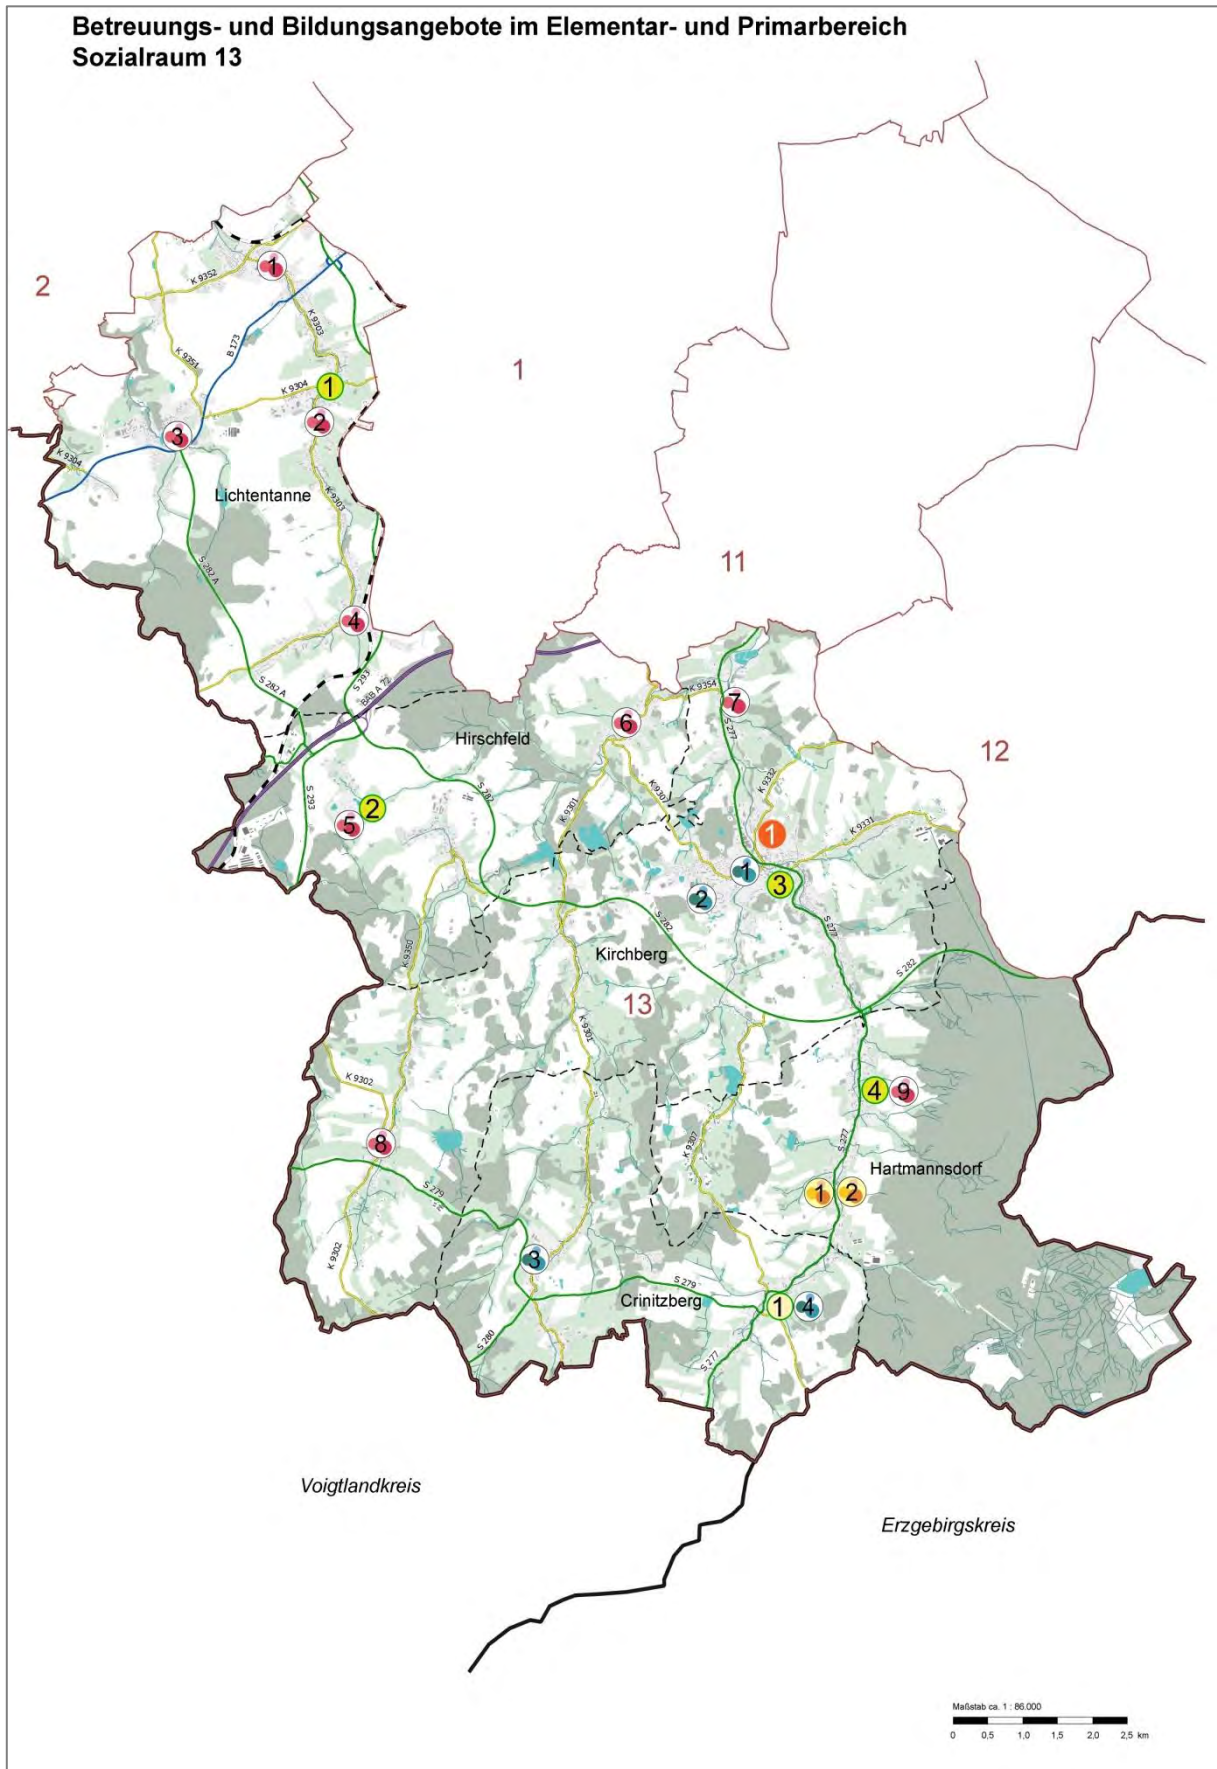 Betreuungs- und Bildungsangebote im Elementar- und Primarbereich
Sozialraum 13
2
K 9352
1
K 9303
K 9351
B 173
1
K 9304
1
2
3
K 9304
Lichtentanne
K 9303
S 282 A
11
4
S 282 A
S 293
BAB A 72
K 9354
7
6
Hirschfeld
S 277
12
S 293
S 282
K 9301
K 9307
K 9332
2
5
1
K 9331
1
3
2
S 282
S 277
K 9350
Kirchberg
S 282
13
K 9301
K 9302
4
9
8
K 9307
S 277
Hartmannsdorf
1
2
S 279
K 9302
3
S 279
Crinitzberg
1
4
S 280
S 277
Voigtlandkreis
Erzgebirgskreis
Maßstab ca. 1 : 86.000
0 0,5 1,0 1,5 2,0 2,5 km